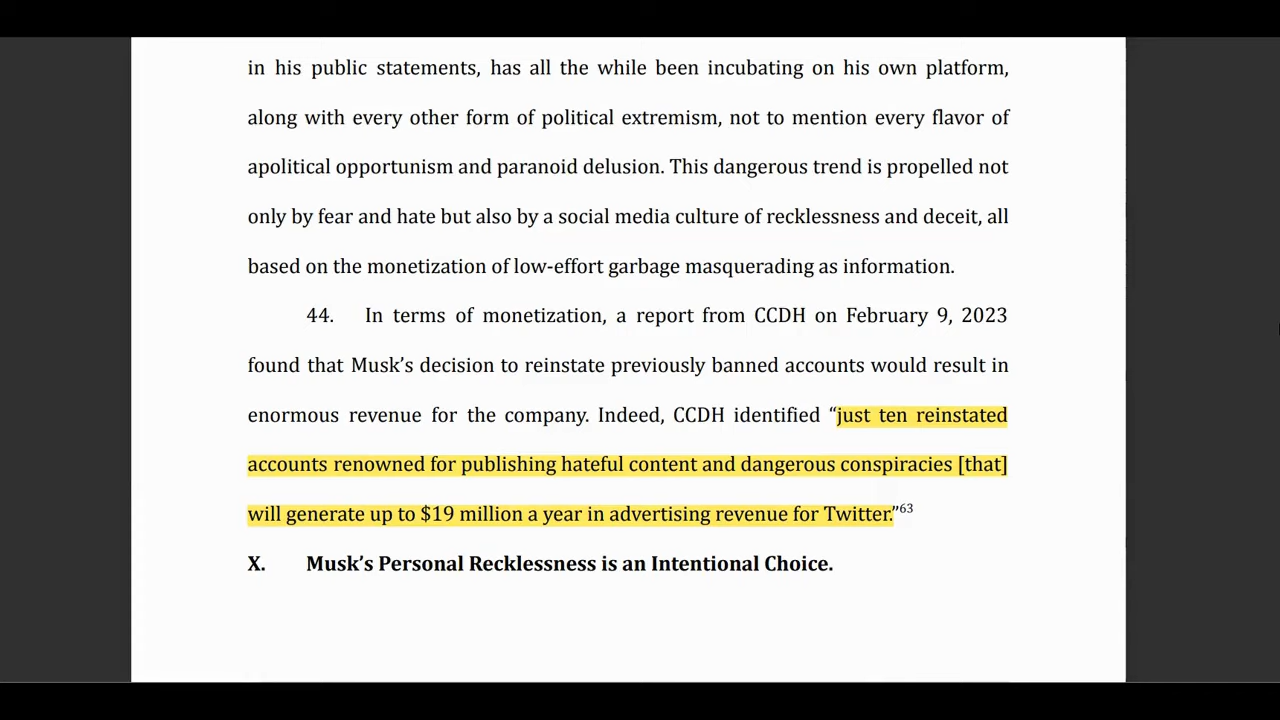 in his public statements, has all the while been incubating on his own platform,
along with every other form of political extremism, not to mention every flavor of
apolitical opportunism and paranoid delusion. This dangerous trend is propelled not
only by fear and hate but also by a social media culture of recklessness and deceit, all
based on the monetization of low-effort garbage masquerading as information.
44. In terms of monetization, a report from CCDH on February 9, 2023
found that Musk’s decision to reinstate previously banned accounts would result in
enormous revenue for the company. Indeed, CCDH identified “just ten reinstated
accounts renowned for publishing hateful content and dangerous conspiracies [that]
will generate up to $19 million a year in advertising revenue for Twitter.”63
X. Musk’s Personal Recklessness is an Intentional Choice.